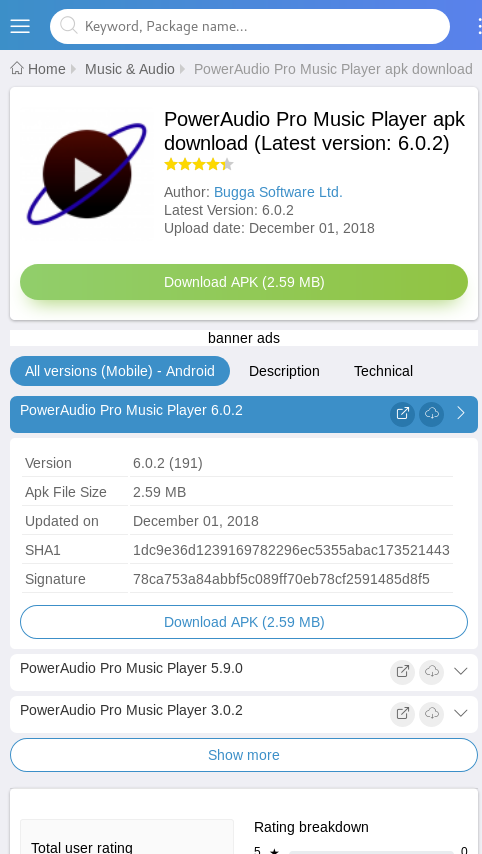 Keyword, Package name...
Home Music & Audio PowerAudio Pro Music Player apk download
PowerAudio Pro Music Player apk
download (Latest version: 6.0.2)
Author: Bugga Software Ltd.
Latest Version: 6.0.2
Upload date: December 01, 2018
Download APK (2.59 MB)
banner ads
All versions (Mobile) - Android Description Technical
PowerAudio Pro Music Player 6.0.2
Version 6.0.2 (191)
Apk File Size 2.59 MB
Updated on December 01, 2018
SHA1 1dc9e36d1239169782296ec5355abac173521443
Signature 78ca753a84abbf5c089ff70eb78cf2591485d8f5
Download APK (2.59 MB)
PowerAudio Pro Music Player 5.9.0
PowerAudio Pro Music Player 3.0.2
Show more
Rating breakdown
Total user rating
5 ★ 0